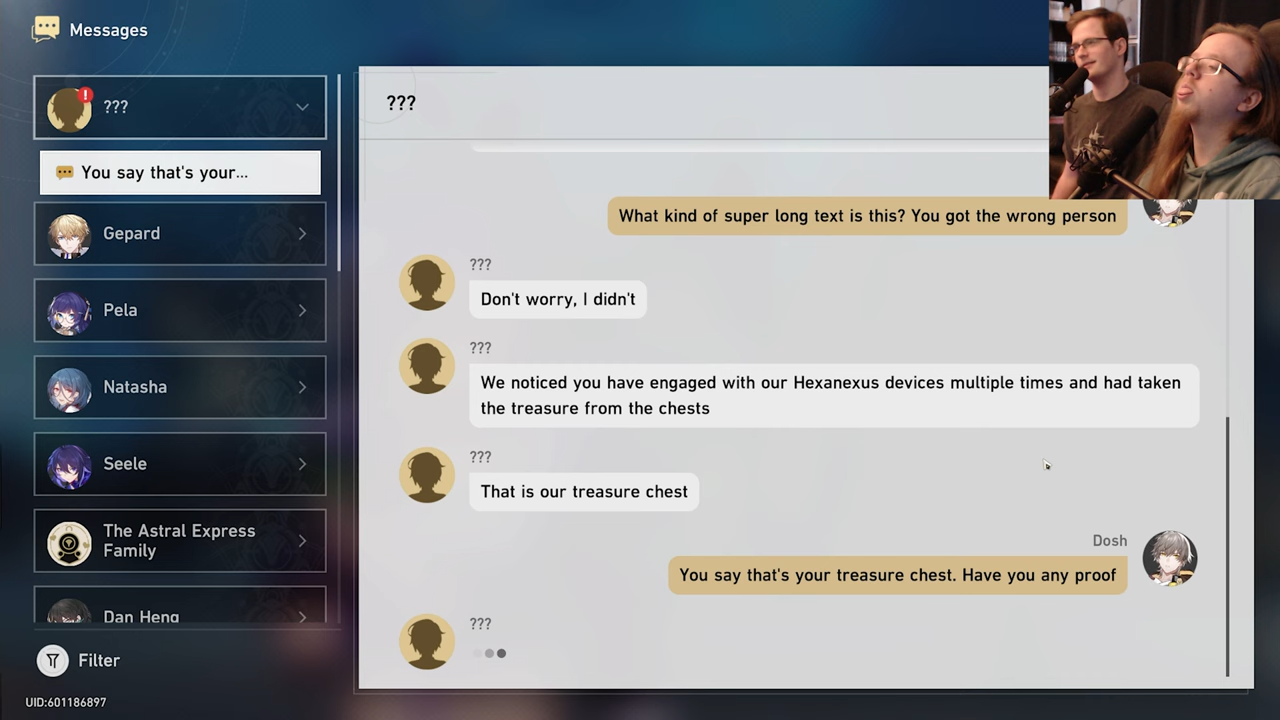 Messages
???
You say that's your...
Gepard
Pela
Natasha
Seele
The Astral Express
Family
Dan Heng
Filter
UID:601186897
???
What kind of super long text is this? You got the wrong person
???
Don't worry, I didn't
???
We noticed you have engaged with our Hexanexus devices multiple times and had taken
the treasure from the chests
???
That is our treasure chest
Dosh
You say that's your treasure chest. Have you any proof
???